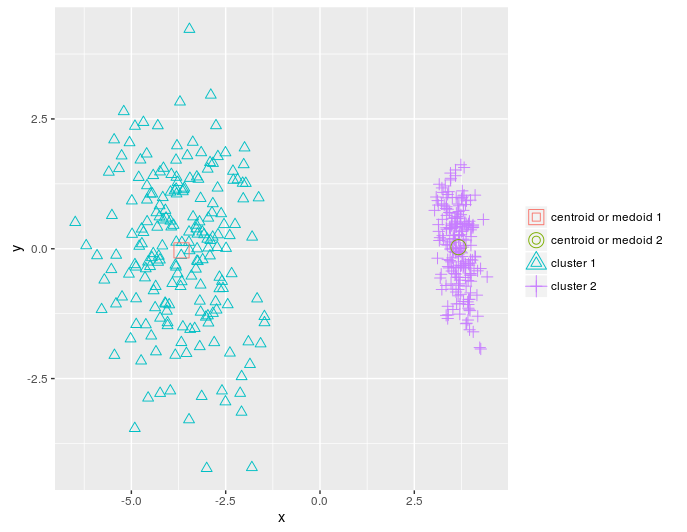 2.5
0.0
-2.5
y
-5.0
-2.5
0.0
2.5
x
centroid or medoid 1
centroid or medoid 2
cluster 1
cluster 2